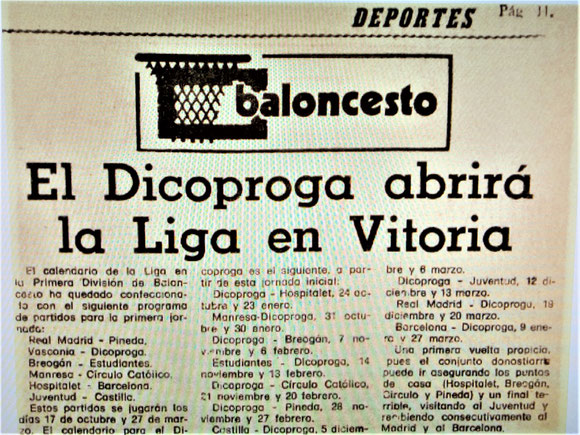 DEPORTES Pág 11.
baloncesto
El Dicoproga abrirá
la Liga en Vitoria
El calendario de la Liga en
la Primera División de Balon-
cesto ha quedado confecciona-
do con el siguiente programa
de partidos para la primera jor-
nada:
Real Madrid - Pineda.
Vasconia - Dicoproga.
Breogón - Estudiantes.
Manresa - Círculo Católico.
Hospitalet - Barcelona.
Juventud - Castilla.
Estos partidos se jugarán los
días 17 de octubre y 27 de mar-
zo. El calendario para el Di-
coproga es el siguiente, a par-
tir de esta jornada inicial:
Dicoproga - Hospitalet, 24 oc-
tubre y 23 enero.
Manresa-Dicoproga, 31 octu-
bre y 30 enero.
Dicoproga - Breogón, 7 no-
viembre y 6 febrero.
Estudiantes - Dicoproga, 14
noviembre y 13 febrero.
Dicoproga - Círculo Católico,
21 noviembre y 20 febrero.
Dicoproga - Pineda, 28 no-
viembre y 27 febrero.
Castilla - Dicoproga, 5 diciem-
bre y 6 marzo.
Dicoproga - Juventud, 12 di-
ciembre y 13 marzo.
Real Madrid - Dicoproga, 19
diciembre y 20 marzo.
Barcelona - Dicoproga, 9 ene-
ro y 27 marzo.
Una primera vuelta propicia,
pues el conjunto donostiarra
puede ir asegurando los puntos
de casa (Hospitalet, Breogón,
Círculo y Pineda) y un final te-
rrible, visitando al Juventud y
recibiendo consecutivamente al
Madrid y al Barcelona.